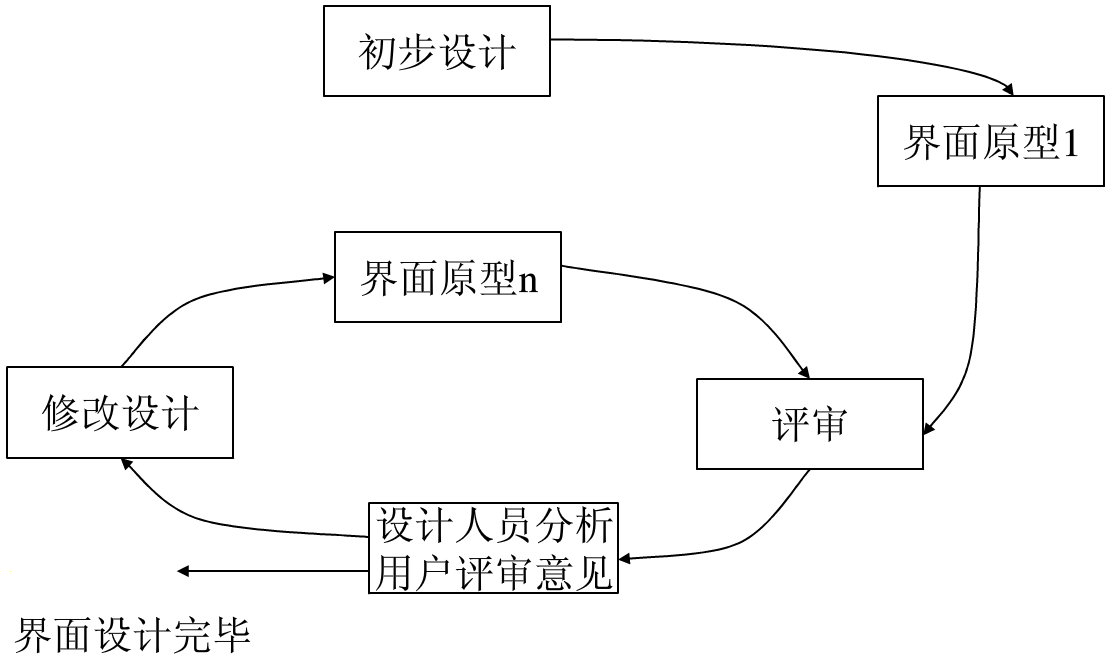 初步设计
界面原型1
界面原型n
修改设计
评审
设计人员分析
用户评审意见
界面设计完毕